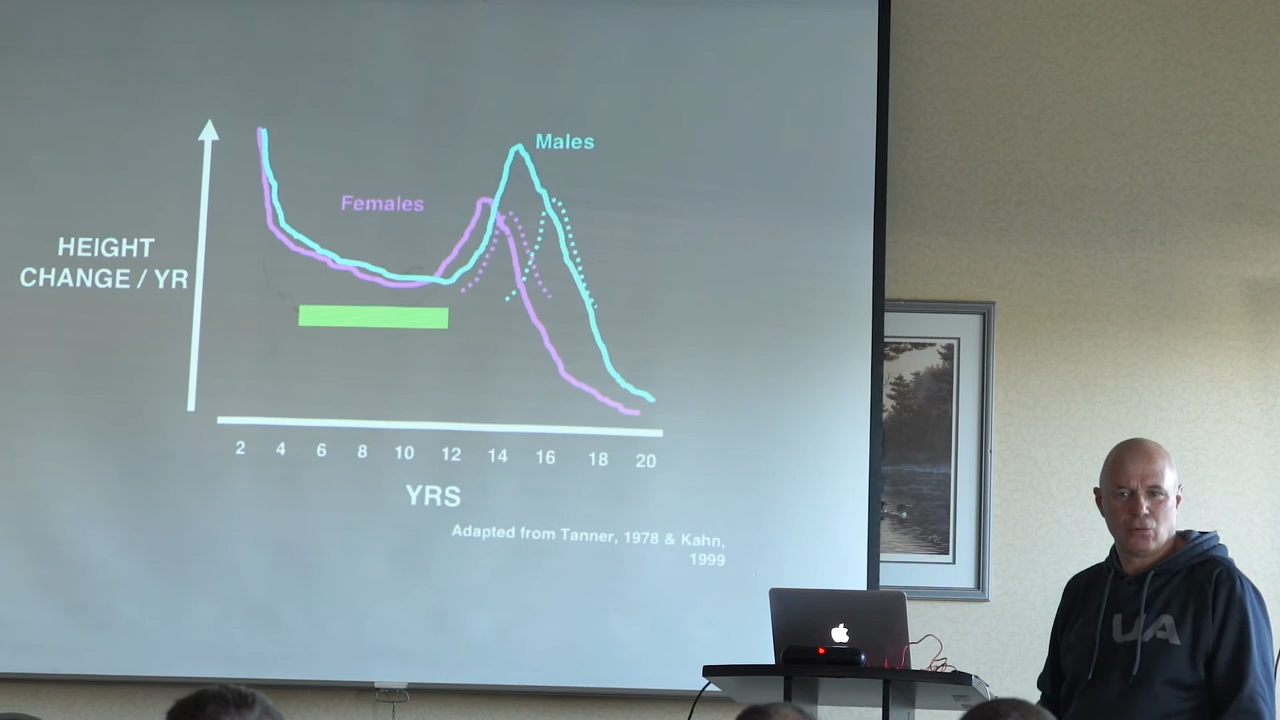 Males
Females
HEIGHT
CHANGE / YR
2 4 6 8 10 12 14 16 18 20
YRS
Adapted from Tanner, 1978 & Kahn,
1999
UA